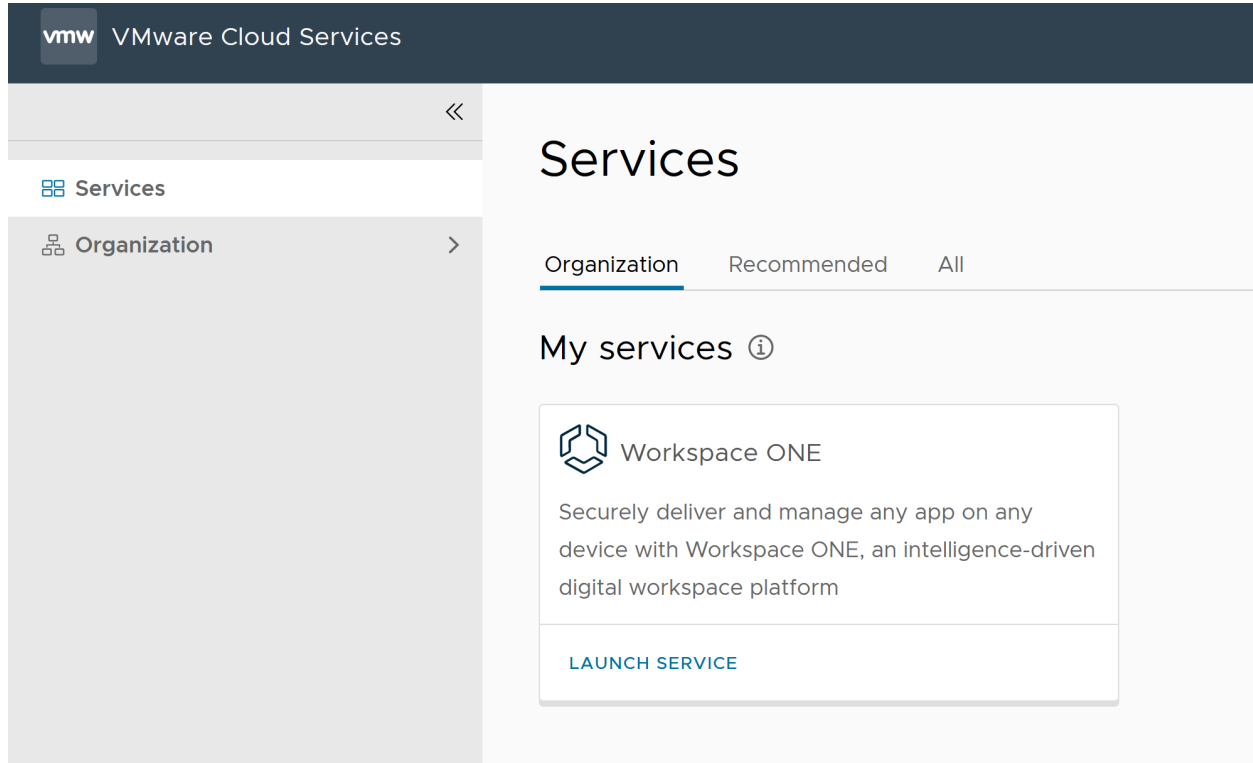 vmw VMware Cloud Services
Services
Organization
Services
Organization Recommended All
My services
Workspace ONE
Securely deliver and manage any app on any
device with Workspace ONE, an intelligence-driven
digital workspace platform
LAUNCH SERVICE